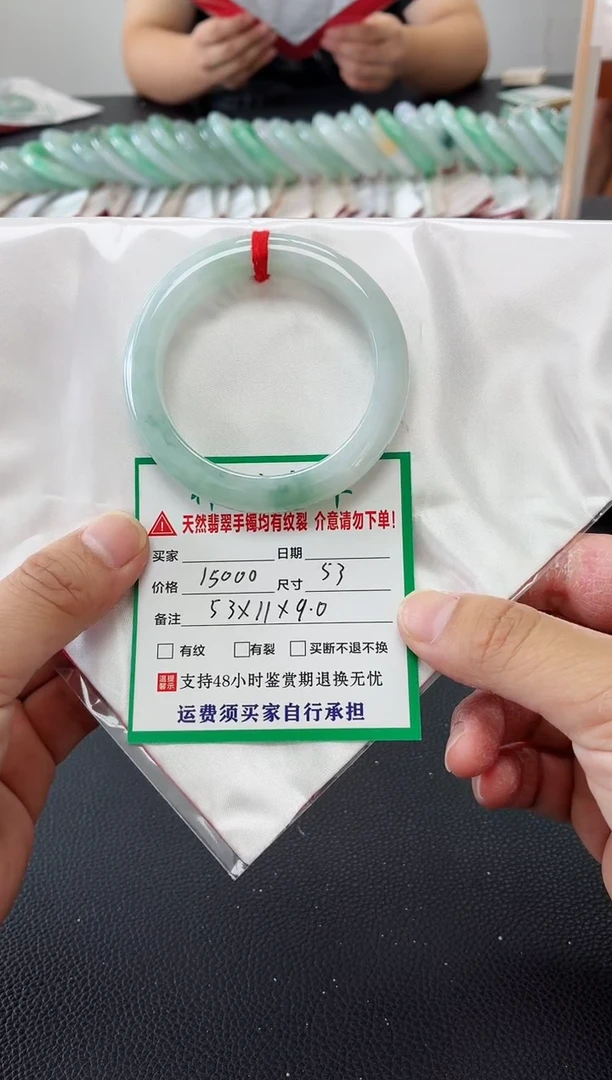 天然翡翠手镯均有纹裂 介意请勿下单!
买家 日期
价格 15000 尺寸 53
备注 53X11X9.0
有纹 有裂 买断不退不换
温馨提示 支持48小时鉴赏期退换无忧
运费须买家自行承担